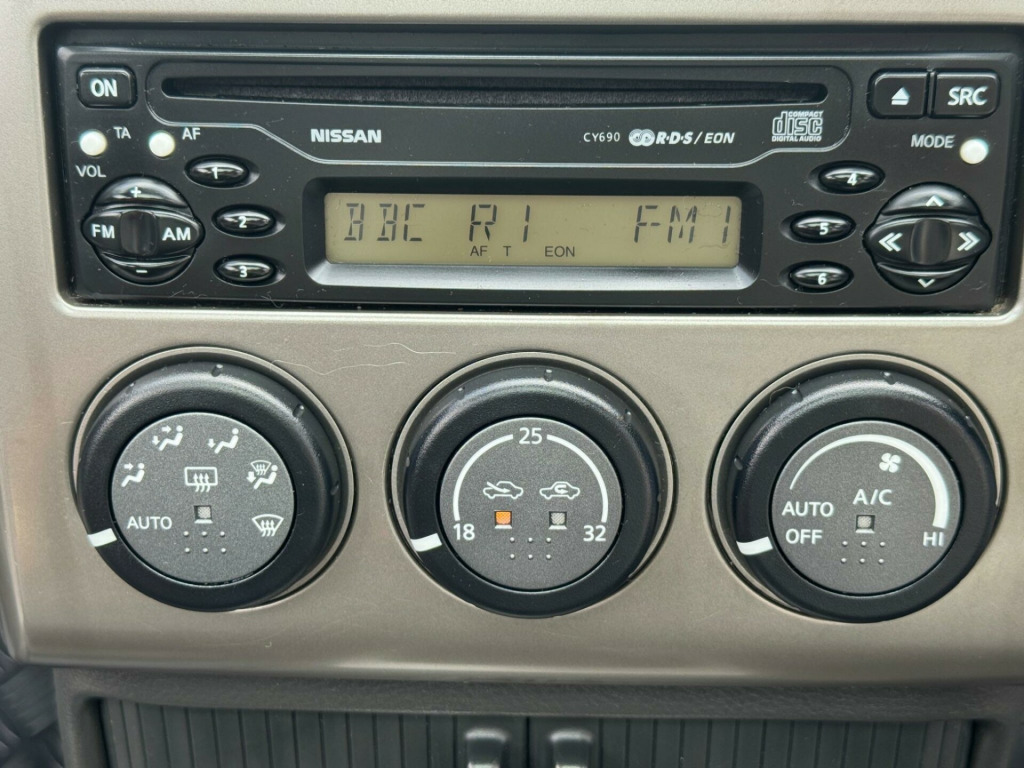 ON
TA AF
VOL
+
FM AM
−
1
2
3
NISSAN
CY690 R·D·S/EON
COMPACT
disc
DIGITAL AUDIO
SRC
MODE
4
5
6
BBC R1 FM1
AF T EON
AUTO
25
18 32
A/C
AUTO
OFF HI